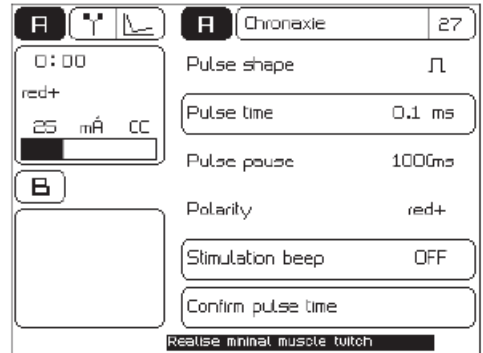 A
A Chronaxie 27
0:00
red+
25 mÁ CC
B
Pulse shape
Pulse time 0.1 ms
Pulse pause 1000ms
Polarity red+
Stimulation beep OFF
Confirm pulse time
Realise mninal muscle twitch